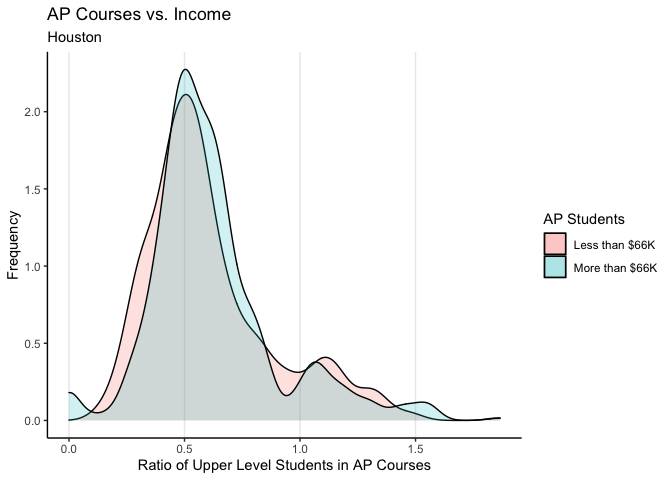 AP Courses vs. Income
Houston
2.0
1.5
1.0
0.5
0.0
Frequency
0.0 0.5 1.0 1.5
Ratio of Upper Level Students in AP Courses
AP Students
Less than $66K
More than $66K